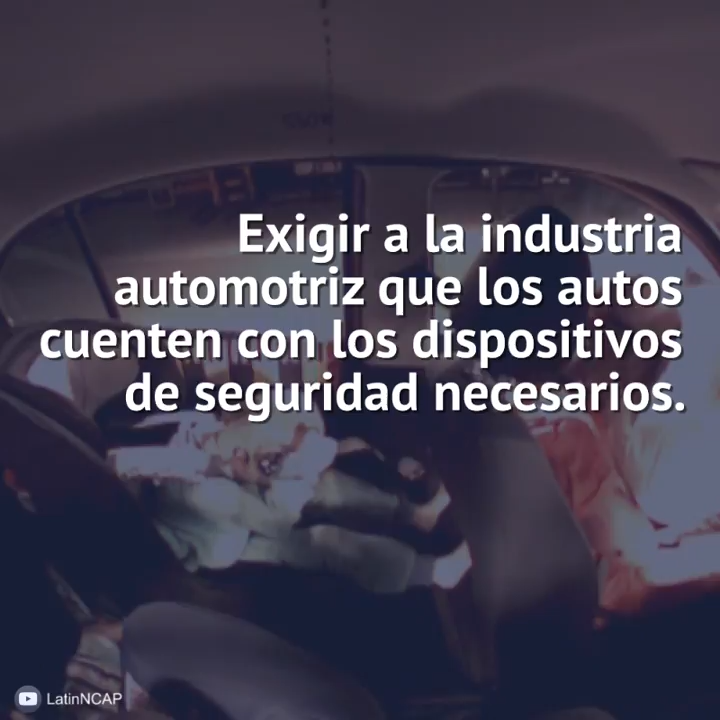 Exigir a la industria
automotriz que los autos
cuenten con los dispositivos
de seguridad necesarios.
LatinNCAP